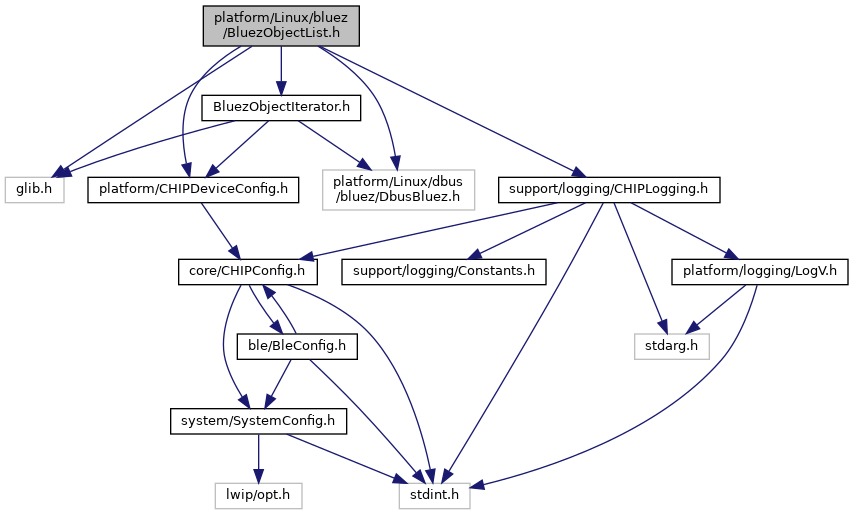 platform/Linux/bluez
/BluezObjectList.h
BluezObjectIterator.h
glib.h
platform/CHIPDeviceConfig.h
platform/Linux/dbus
/bluez/DbusBluez.h
support/logging/CHIPLogging.h
core/CHIPConfig.h
support/logging/Constants.h
platform/logging/LogV.h
ble/BleConfig.h
stdarg.h
system/SystemConfig.h
lwip/opt.h
stdint.h